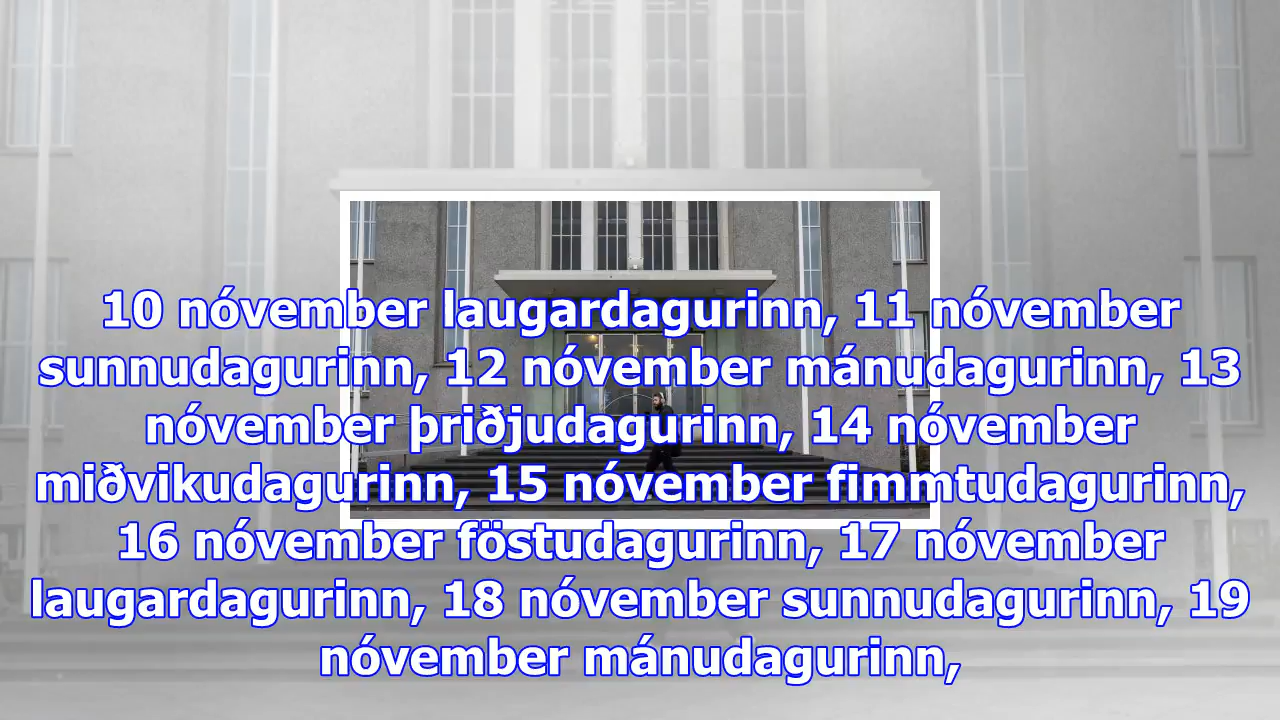 10 nóvember laugardagurinn, 11 nóvember
sunnudagurinn, 12 nóvember mánudagurinn, 13
nóvember þriðjudagurinn, 14 nóvember
miðvikudagurinn, 15 nóvember fimmtudagurinn,
16 nóvember föstudagurinn, 17 nóvember
laugardagurinn, 18 nóvember sunnudagurinn, 19
nóvember mánudagurinn,